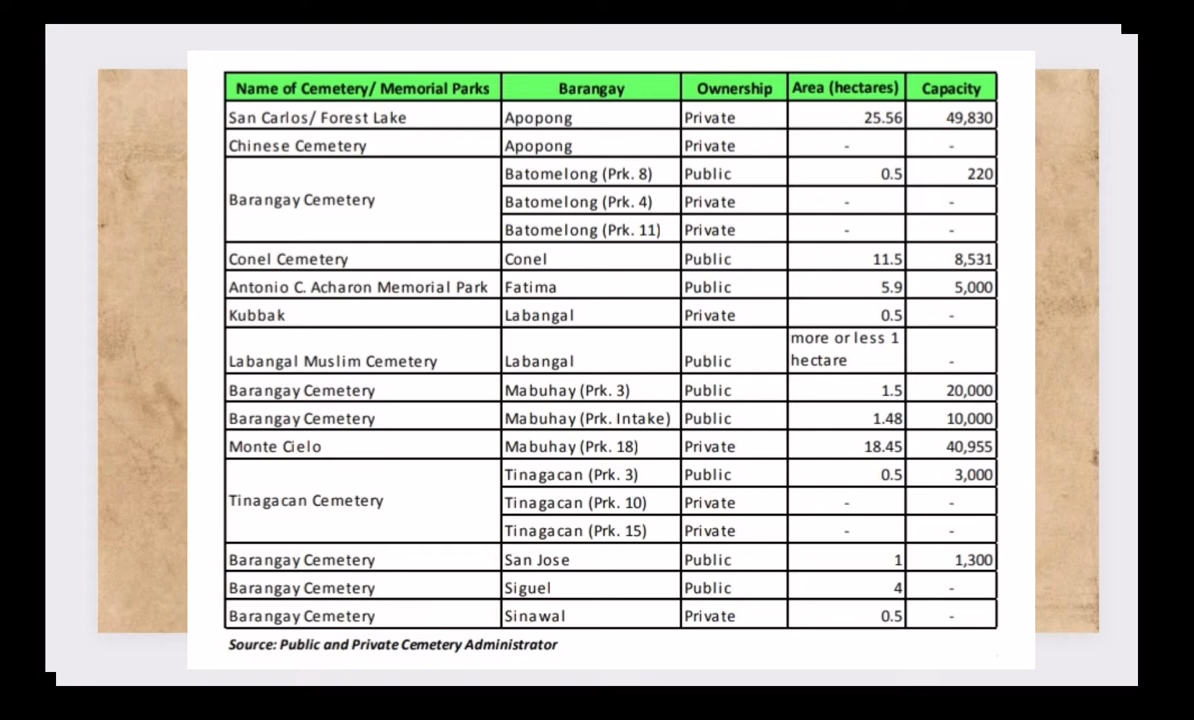 Name of Cemetery/ Memorial Parks Barangay Ownership Area (hectares) Capacity
San Carlos/ Forest Lake Apopong Private 25.56 49,830
Chinese Cemetery Apopong Private - -
Barangay Cemetery Batomelong (Prk. 8) Public 0.5 220
Batomelong (Prk. 4) Private - -
Batomelong (Prk. 11) Private - -
Conel Cemetery Conel Public 11.5 8,531
Antonio C. Acharon Memorial Park Fatima Public 5.9 5,000
Kubbak Labangal Private 0.5 -
Labangal Muslim Cemetery Labangal Public more or less 1 hectare -
Barangay Cemetery Mabuhay (Prk. 3) Public 1.5 20,000
Barangay Cemetery Mabuhay (Prk. Intake) Public 1.48 10,000
Monte Cielo Mabuhay (Prk. 18) Private 18.45 40,955
Tinagacan Cemetery Tinagacan (Prk. 3) Public 0.5 3,000
Tinagacan (Prk. 10) Private - -
Tinagacan (Prk. 15) Private - -
Barangay Cemetery San Jose Public 1 1,300
Barangay Cemetery Siguel Public 4 -
Barangay Cemetery Sinawal Private 0.5 -
Source: Public and Private Cemetery Administrator